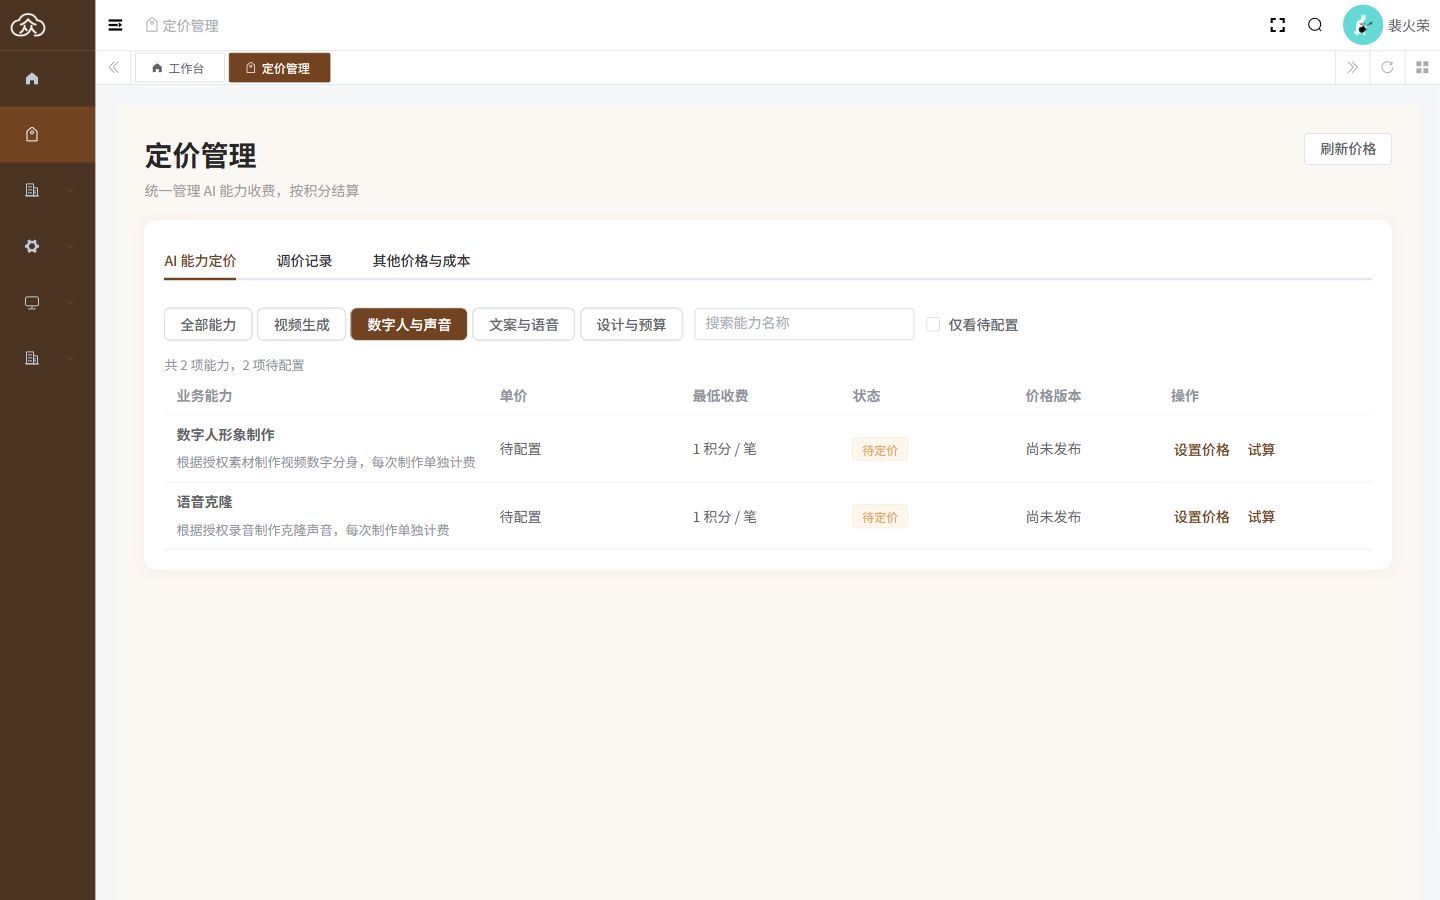 众
定价管理
裴火荣
工作台
定价管理
定价管理
刷新价格
统一管理 AI 能力收费，按积分结算
AI 能力定价
调价记录
其他价格与成本
全部能力
视频生成
数字人与声音
文案与语音
设计与预算
搜索能力名称
仅看待配置
共 2 项能力，2 项待配置
业务能力
单价
最低收费
状态
价格版本
操作
数字人形象制作
根据授权素材制作视频数字分身，每次制作单独计费
待配置
1 积分 / 笔
待定价
尚未发布
设置价格
试算
语音克隆
根据授权录音制作克隆声音，每次制作单独计费
待配置
1 积分 / 笔
待定价
尚未发布
设置价格
试算